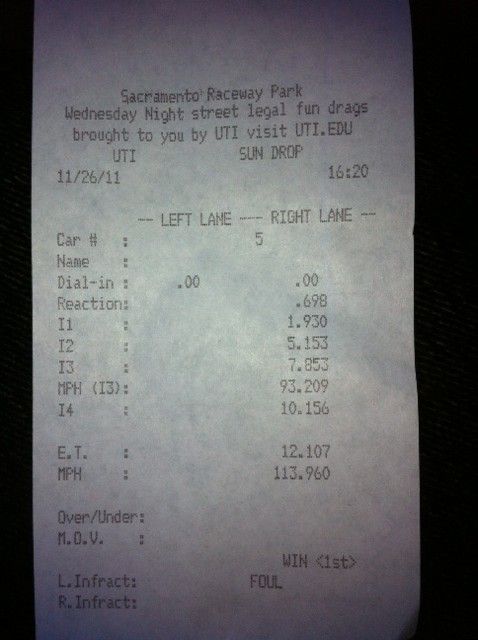 Sacramento Raceway Park
Wednesday Night street legal fun drags
brought to you by UTI visit UTI.EDU
UTI SUN DROP
11/26/11 16:20
-- LEFT LANE --- RIGHT LANE --
Car # : 5
Name :
Dial-in : .00 .00
Reaction: .698
I1 : 1.930
I2 : 5.153
I3 : 7.853
MPH (I3): 93.209
I4 : 10.156
E.T. : 12.107
MPH : 113.960
Over/Under:
M.O.V. :
WIN <1st>
L.Infract: FOUL
R.Infract: